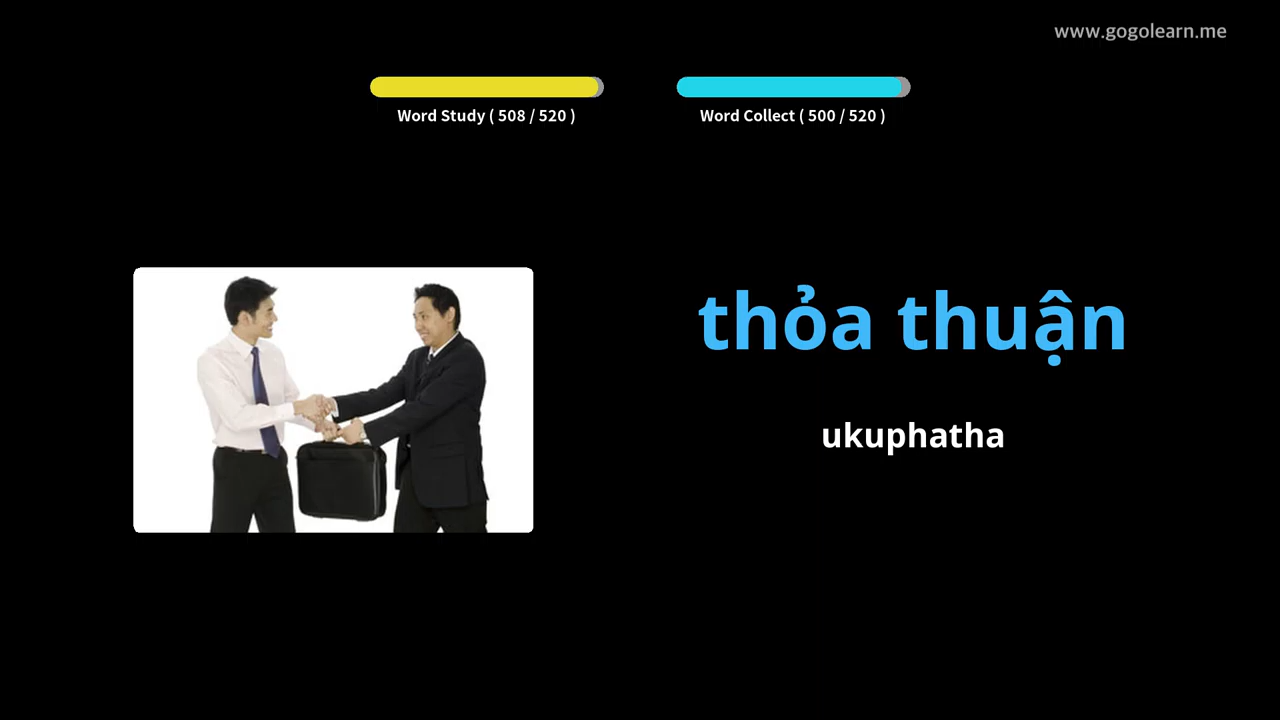 www.gogolearn.me
Word Study ( 508 / 520 )
Word Collect ( 500 / 520 )
thỏa thuận
ukuphatha